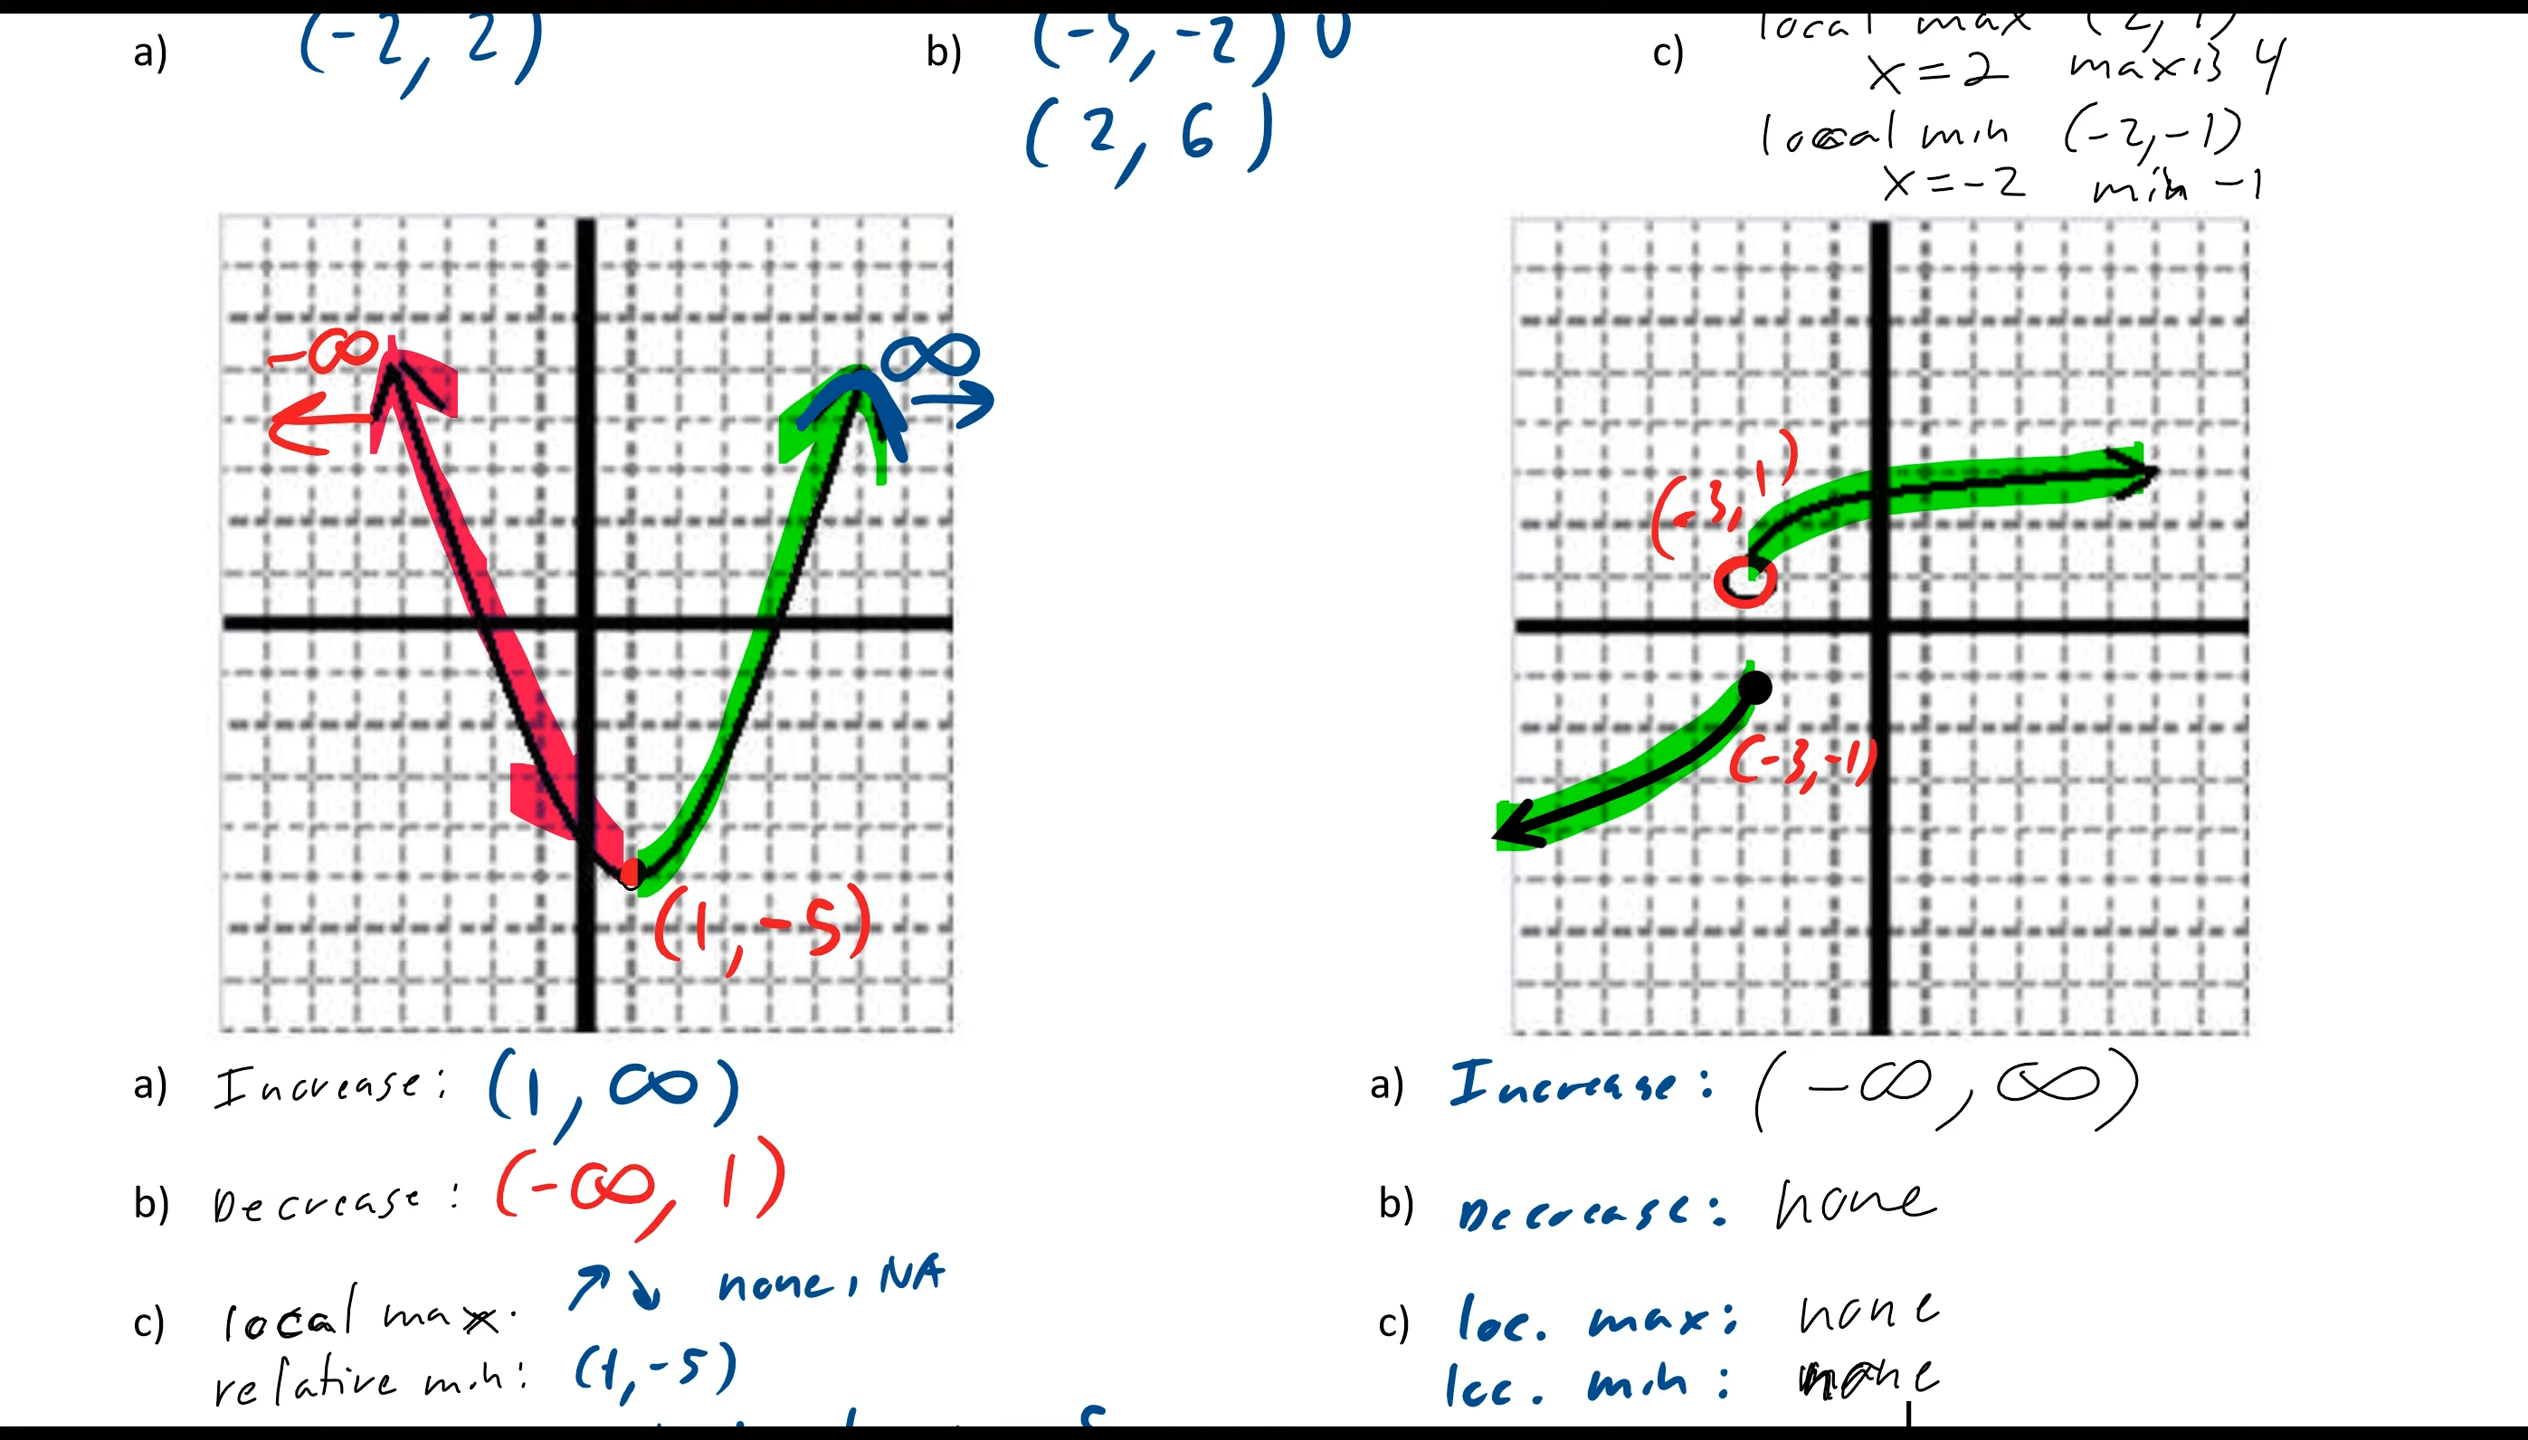 a) (-2, 2)
b) (-5, -2) U
(2, 6)
c) local max (2, 4)
x = 2 max is 4
local min (-2, -1)
x = -2 min -1
-∞
∞
(1, -5)
(-3, 1)
(-3, -1)
a) Increase: (1, ∞)
b) Decrease: (-∞, 1)
c) local max. ↗ ↘ none, NA
relative min: (1, -5)
a) Increase: (-∞, ∞)
b) Decrease: none
c) loc. max: none
loc. min: none